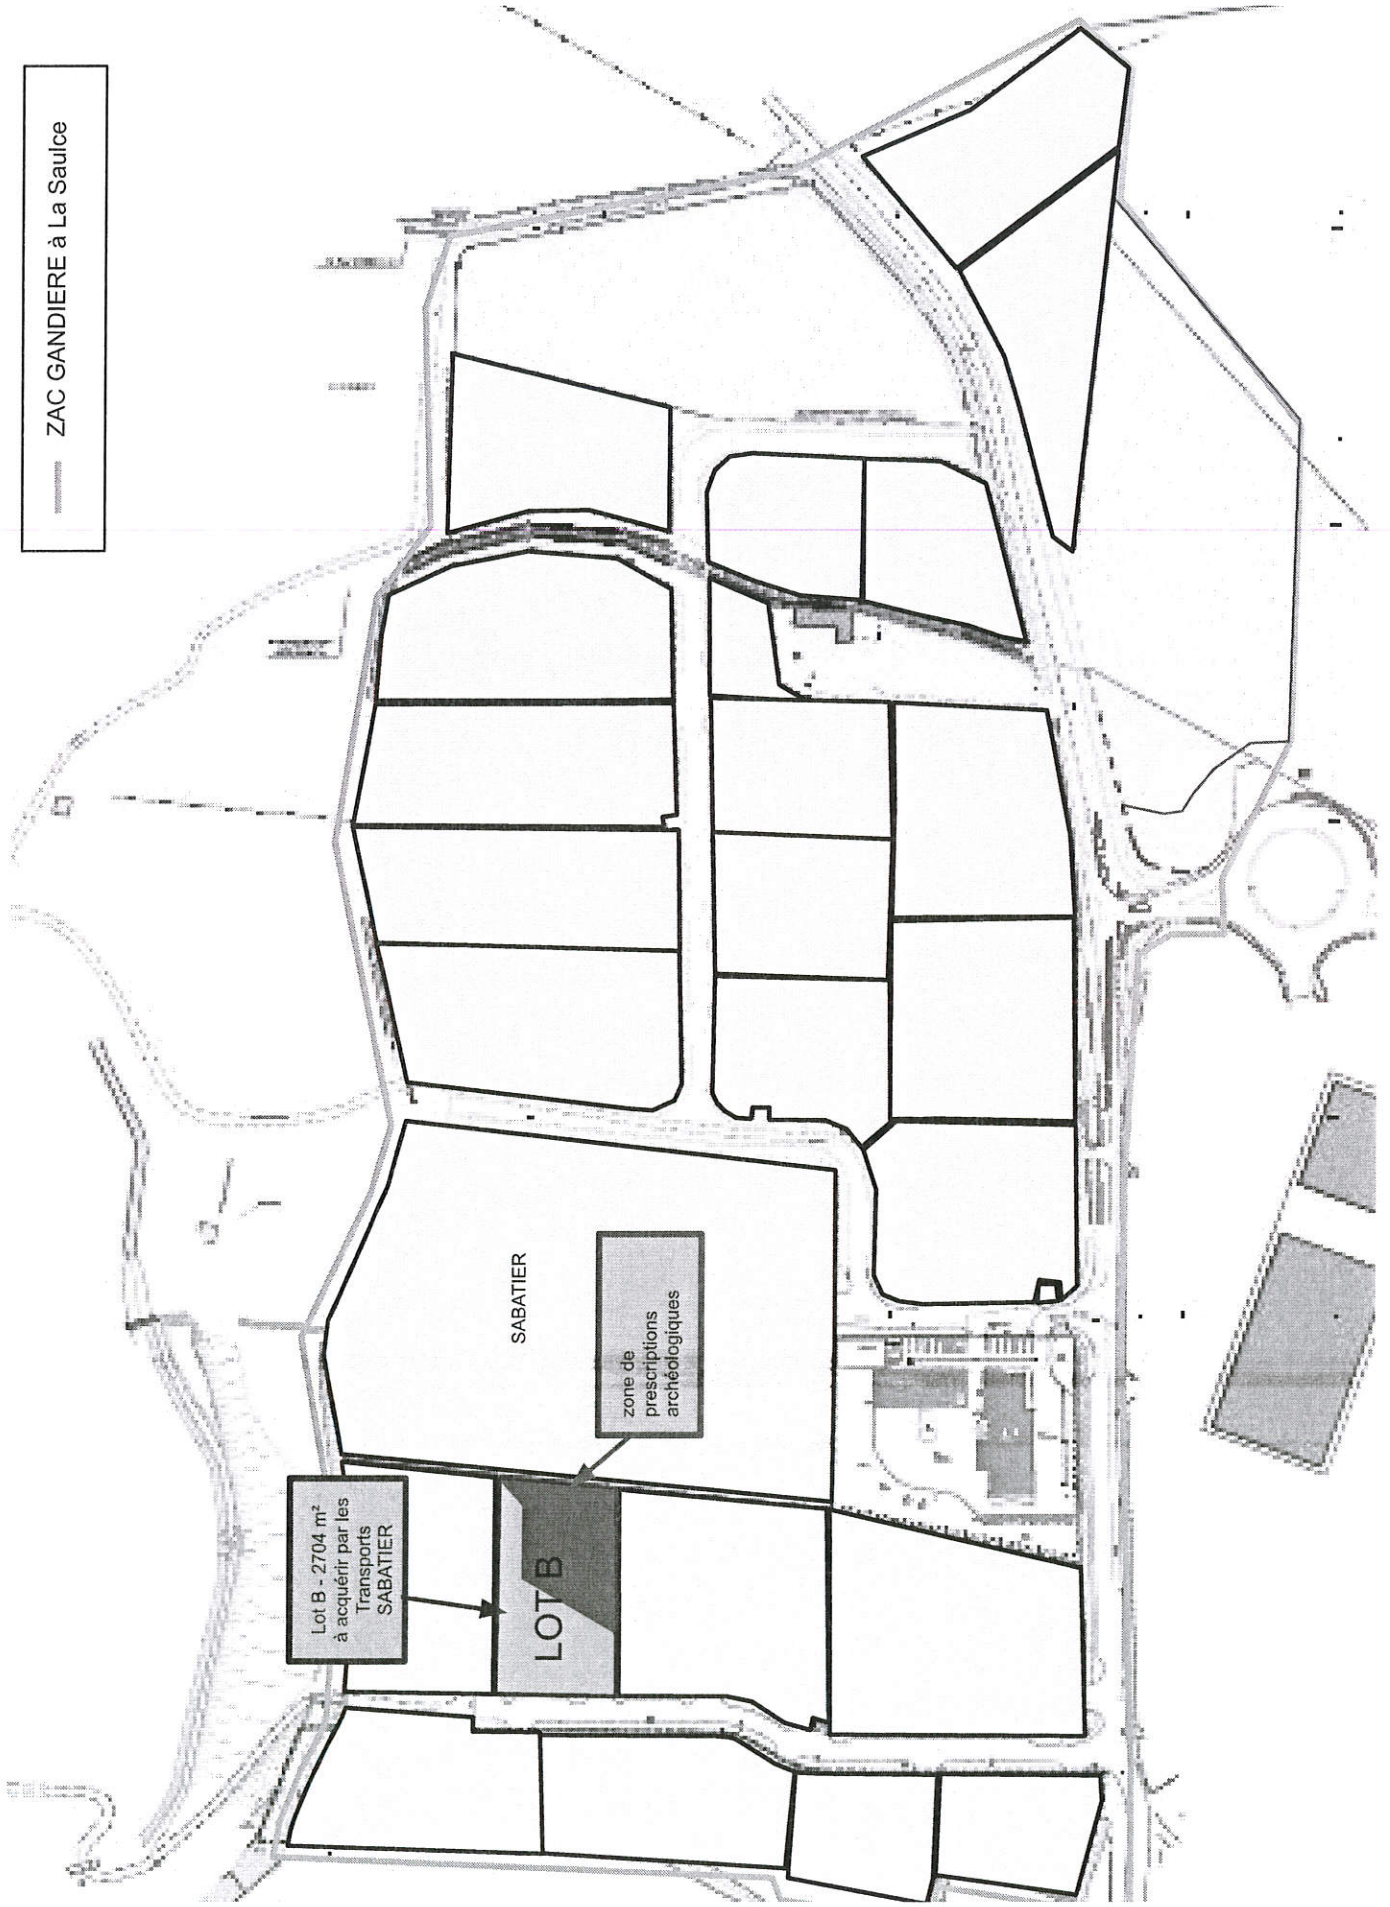 ZAC GANDIERE à La Saulce
SABATIER
zone de
prescriptions
archéologiques
Lot B - 2704 m²
à acquérir par les
Transports
SABATIER
LOT B